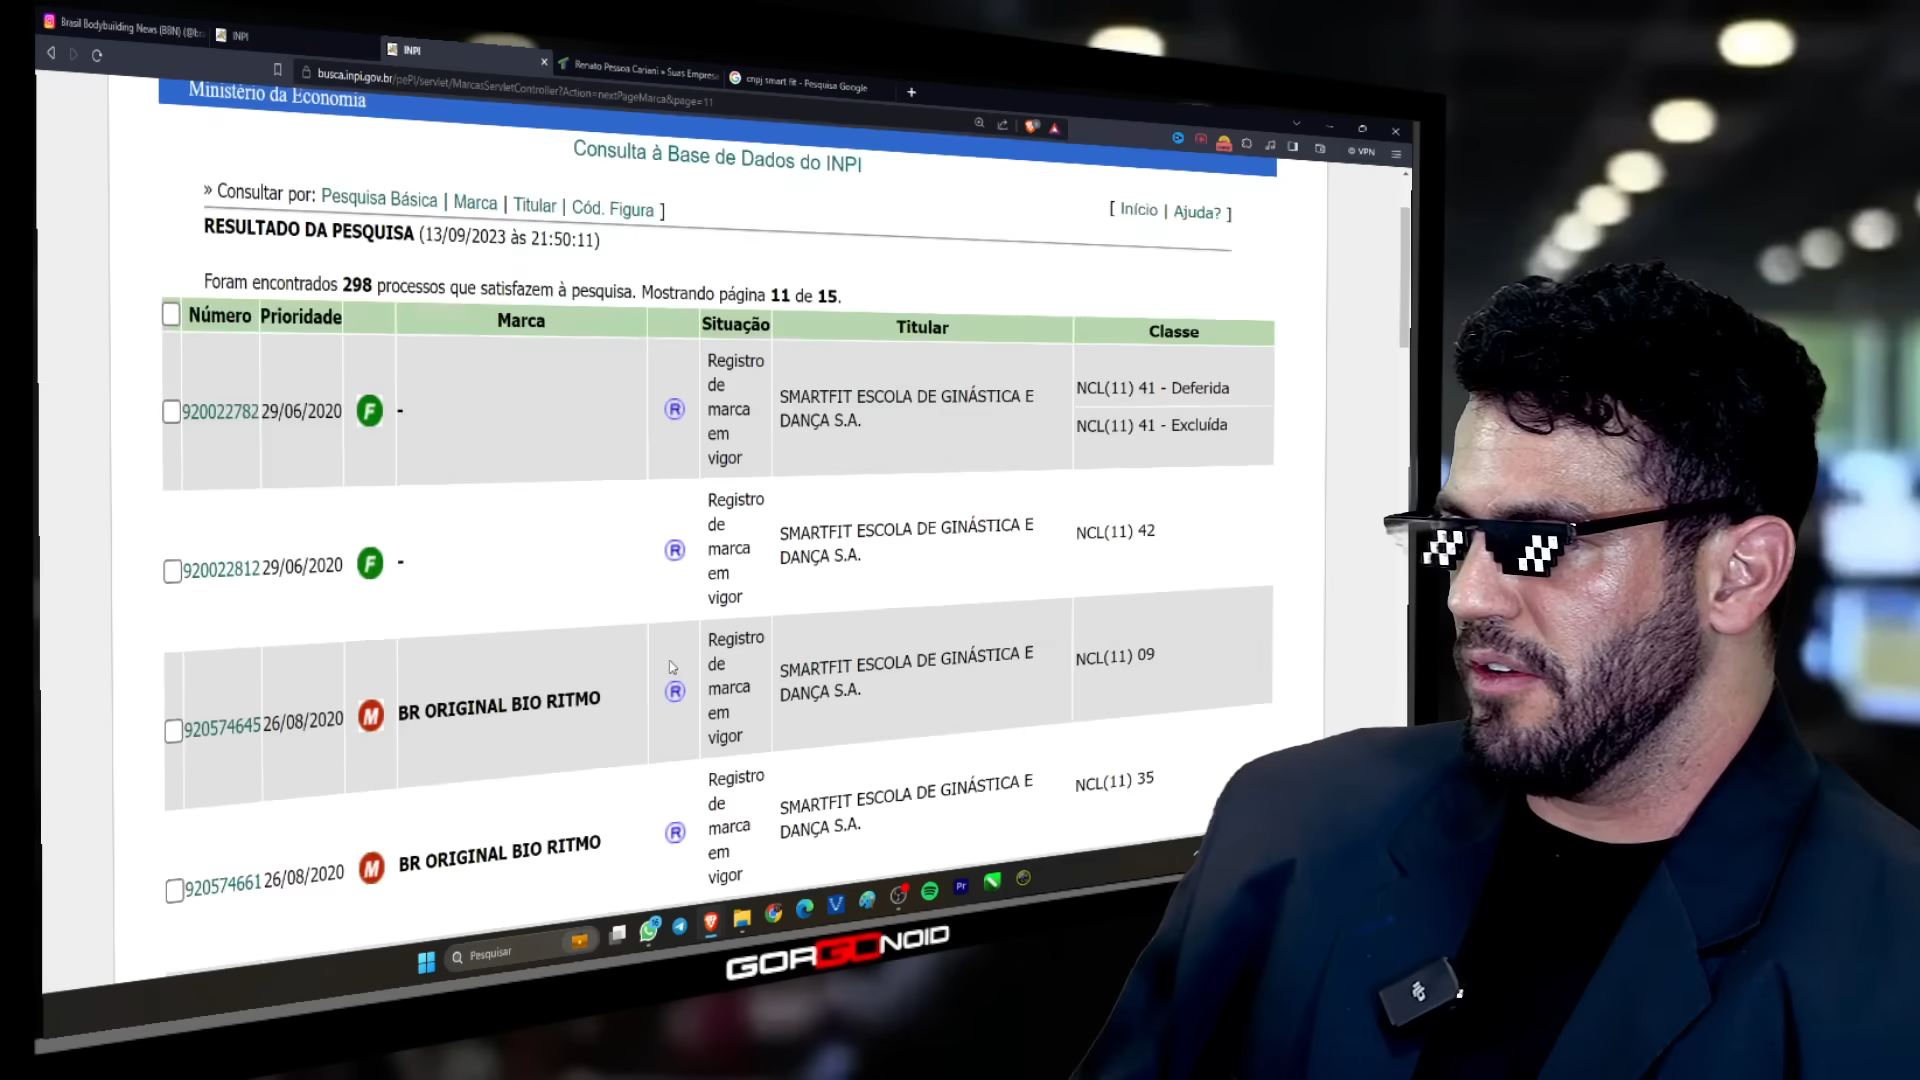 Brasil Bodybuilding News (BBN) (@bra
INPI
INPI
Renato Pessoa Cariani » Suas Empres
cnpj smart fit - Pesquisa Google
busca.inpi.gov.br/pePI/servlet/MarcasServletController?Action=nextPageMarca&page=11
VPN
Ministério da Economia
Consulta à Base de Dados do INPI
[ Início | Ajuda? ]
» Consultar por: Pesquisa Básica | Marca | Titular | Cód. Figura ]
RESULTADO DA PESQUISA (13/09/2023 às 21:50:11)
Foram encontrados 298 processos que satisfazem à pesquisa. Mostrando página 11 de 15.
Número Prioridade Marca Situação Titular Classe
920022782 29/06/2020 F - R
Registro
de
marca
em
vigor
SMARTFIT ESCOLA DE GINÁSTICA E
DANÇA S.A.
NCL(11) 41 - Deferida
NCL(11) 41 - Excluída
920022812 29/06/2020 F - R
Registro
de
marca
em
vigor
SMARTFIT ESCOLA DE GINÁSTICA E
DANÇA S.A.
NCL(11) 42
920574645 26/08/2020 M BR ORIGINAL BIO RITMO R
Registro
de
marca
em
vigor
SMARTFIT ESCOLA DE GINÁSTICA E
DANÇA S.A.
NCL(11) 09
920574661 26/08/2020 M BR ORIGINAL BIO RITMO R
Registro
de
marca
em
vigor
SMARTFIT ESCOLA DE GINÁSTICA E
DANÇA S.A.
NCL(11) 35
Pesquisar
Pr
GORGONOID